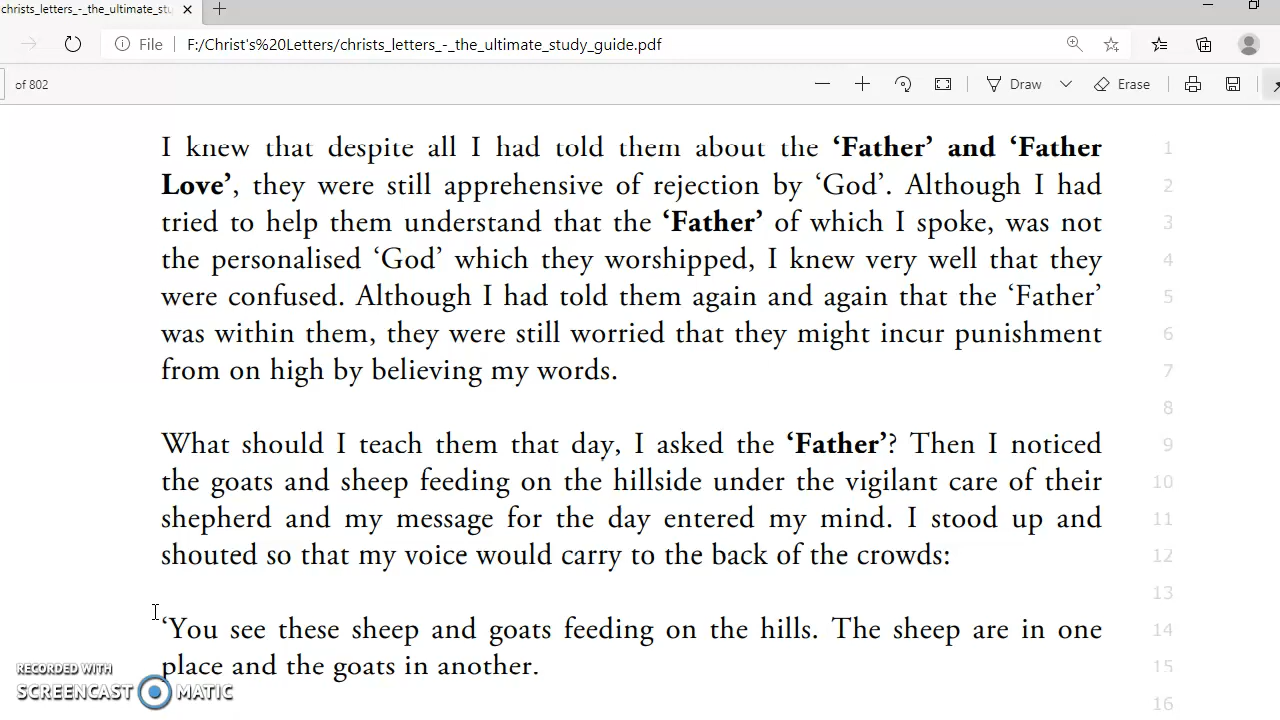 christs_letters_-_the_ultimate_stu
File F:/Christ's%20Letters/christs_letters_-_the_ultimate_study_guide.pdf
of 802 Draw Erase
I knew that despite all I had told them about the ‘Father’ and ‘Father 1
Love’, they were still apprehensive of rejection by ‘God’. Although I had 2
tried to help them understand that the ‘Father’ of which I spoke, was not 3
the personalised ‘God’ which they worshipped, I knew very well that they 4
were confused. Although I had told them again and again that the ‘Father’ 5
was within them, they were still worried that they might incur punishment 6
from on high by believing my words. 7
8
What should I teach them that day, I asked the ‘Father’? Then I noticed 9
the goats and sheep feeding on the hillside under the vigilant care of their 10
shepherd and my message for the day entered my mind. I stood up and 11
shouted so that my voice would carry to the back of the crowds: 12
13
‘You see these sheep and goats feeding on the hills. The sheep are in one 14
place and the goats in another. 15
16
RECORDED WITH
SCREENCAST MATIC